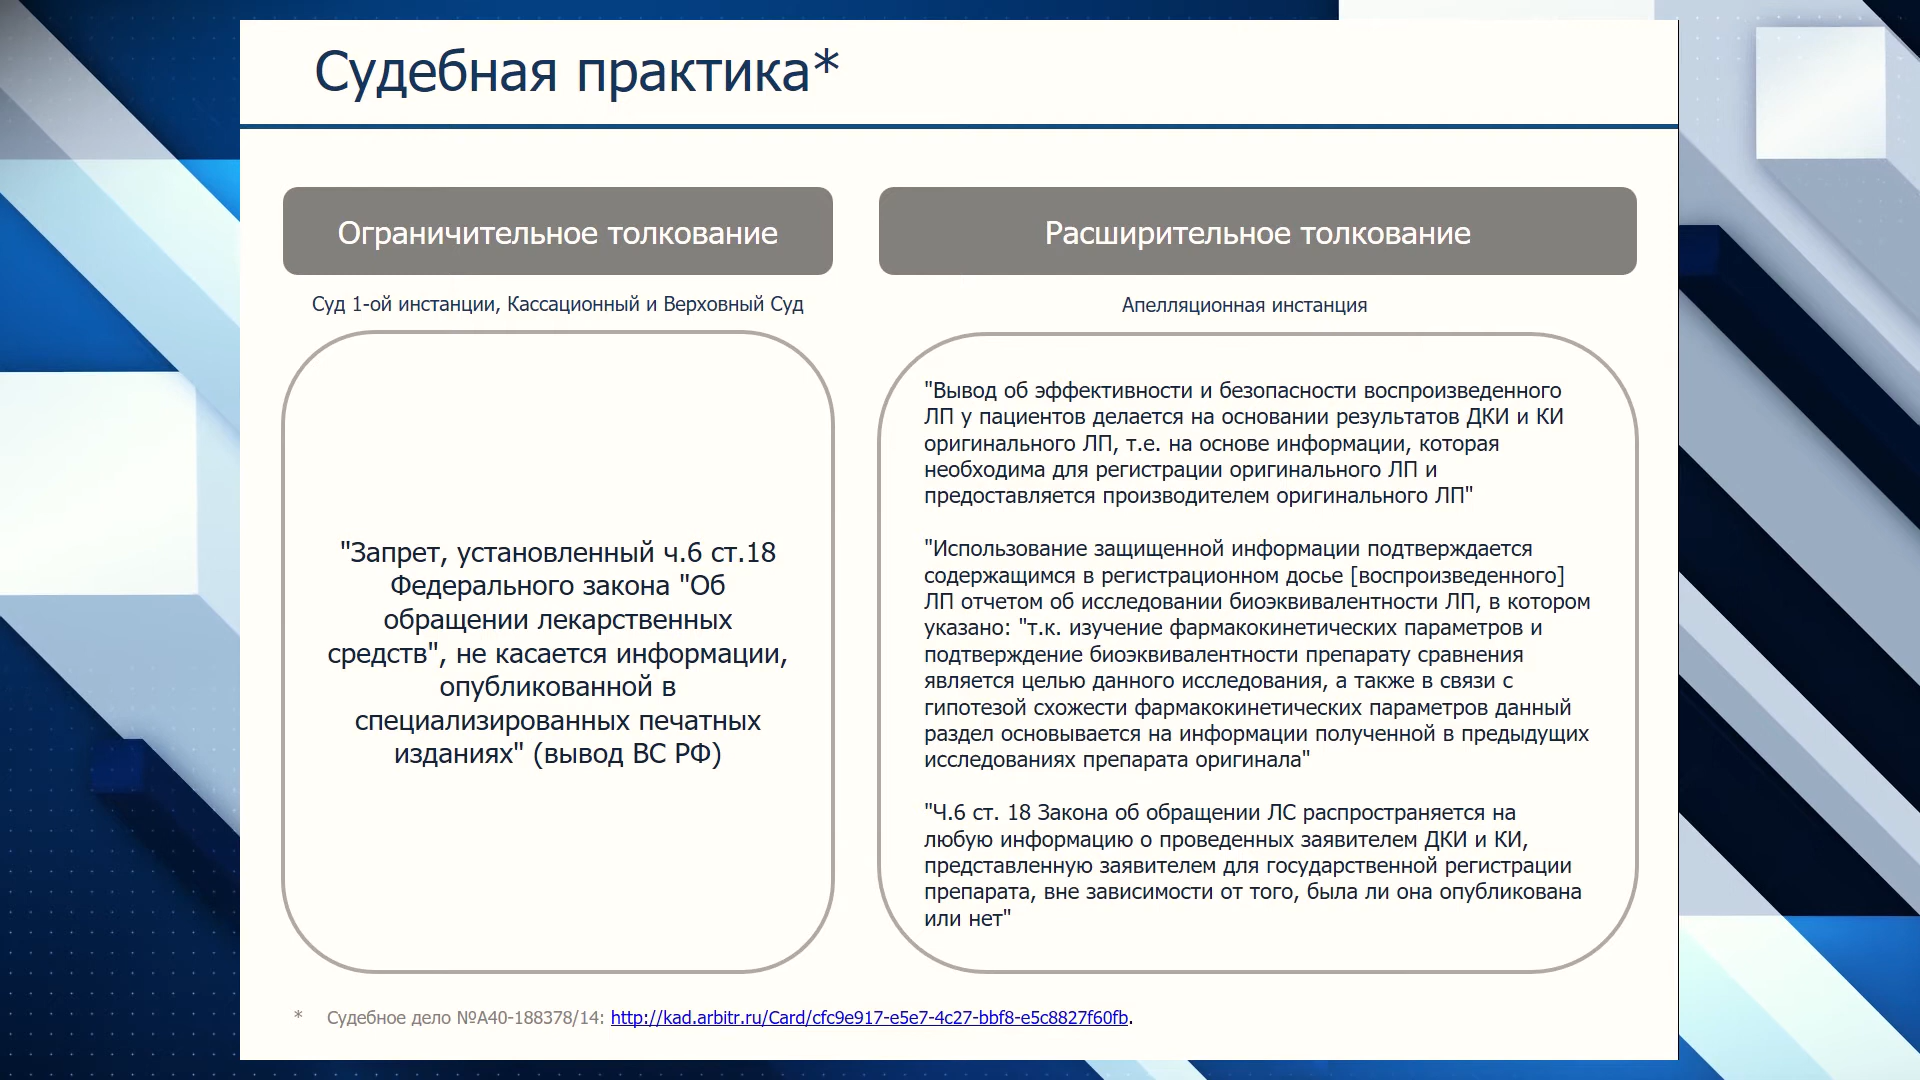 Судебная практика*
Ограничительное толкование
Суд 1-ой инстанции, Кассационный и Верховный Суд
"Запрет, установленный ч.6 ст.18
Федерального закона "Об
обращении лекарственных
средств", не касается информации,
опубликованной в
специализированных печатных
изданиях" (вывод ВС РФ)
Расширительное толкование
Апелляционная инстанция
"Вывод об эффективности и безопасности воспроизведенного
ЛП у пациентов делается на основании результатов ДКИ и КИ
оригинального ЛП, т.е. на основе информации, которая
необходима для регистрации оригинального ЛП и
предоставляется производителем оригинального ЛП"
"Использование защищенной информации подтверждается
содержащимся в регистрационном досье [воспроизведенного]
ЛП отчетом об исследовании биоэквивалентности ЛП, в котором
указано: "т.к. изучение фармакокинетических параметров и
подтверждение биоэквивалентности препарату сравнения
является целью данного исследования, а также в связи с
гипотезой схожести фармакокинетических параметров данный
раздел основывается на информации полученной в предыдущих
исследованиях препарата оригинала"
"Ч.6 ст. 18 Закона об обращении ЛС распространяется на
любую информацию о проведенных заявителем ДКИ и КИ,
представленную заявителем для государственной регистрации
препарата, вне зависимости от того, была ли она опубликована
или нет"
* Судебное дело №А40-188378/14: http://kad.arbitr.ru/Card/cfc9e917-e5e7-4c27-bbf8-e5c8827f60fb.